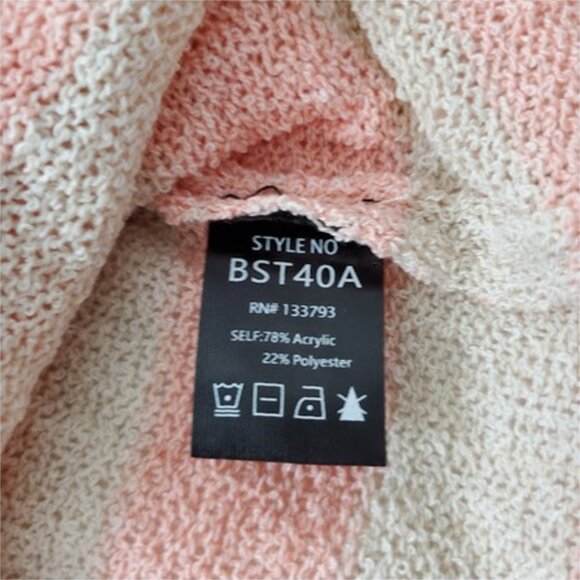 STYLE NO
BST40A
RN# 133793
SELF:78% Acrylic
22% Polyester